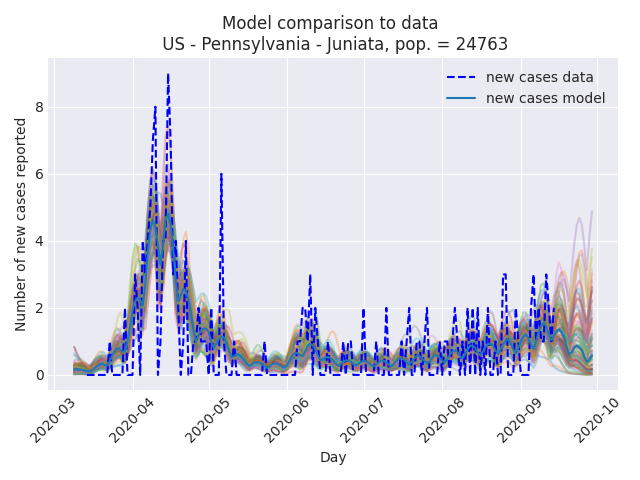 Model comparison to data
US - Pennsylvania - Juniata, pop. = 24763
new cases data
new cases model
Number of new cases reported
8
6
4
2
0
2020-03
2020-04
2020-05
2020-06
2020-07
2020-08
2020-09
2020-10
Day